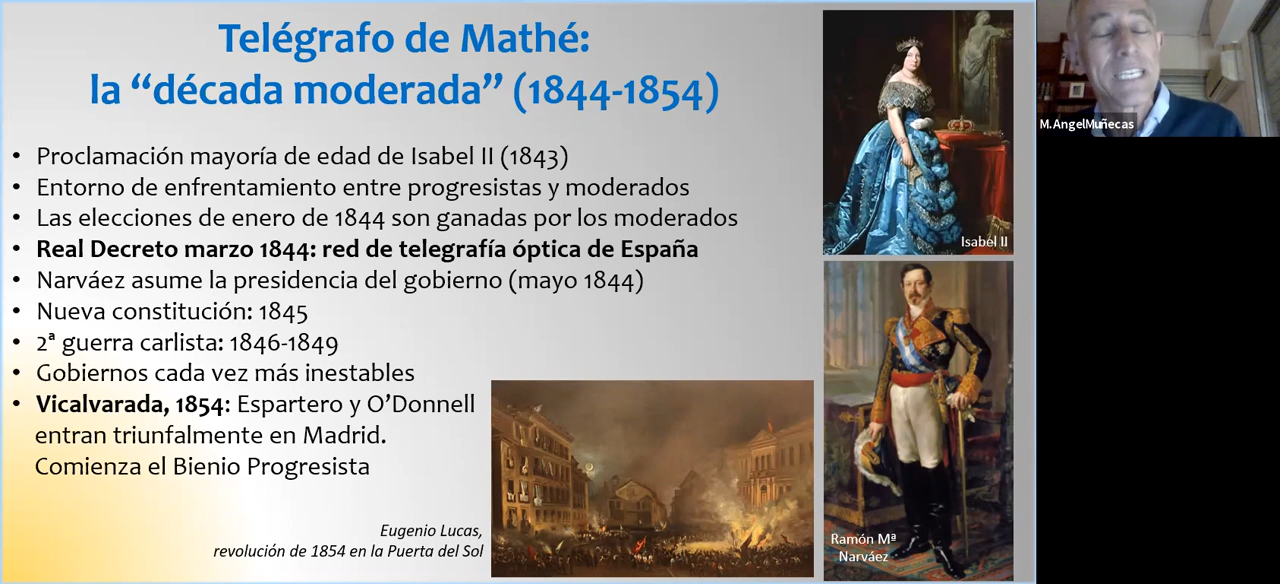 Telégrafo de Mathé:
la “década moderada” (1844-1854)
• Proclamación mayoría de edad de Isabel II (1843)
• Entorno de enfrentamiento entre progresistas y moderados
• Las elecciones de enero de 1844 son ganadas por los moderados
• Real Decreto marzo 1844: red de telegrafía óptica de España
• Narváez asume la presidencia del gobierno (mayo 1844)
• Nueva constitución: 1845
• 2ª guerra carlista: 1846-1849
• Gobiernos cada vez más inestables
• Vicalvarada, 1854: Espartero y O’Donnell
entran triunfalmente en Madrid.
Comienza el Bienio Progresista
Eugenio Lucas,
revolución de 1854 en la Puerta del Sol
Isabel II
Ramón Mª
Narváez
M.AngelMuñecas